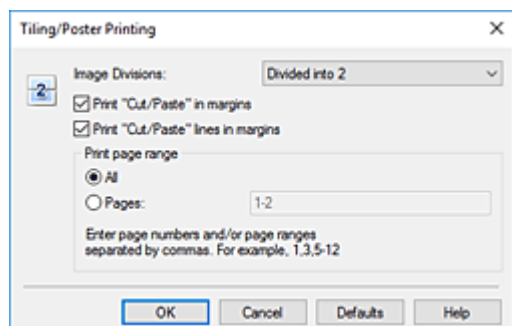 Tiling/Poster Printing
Image Divisions: Divided into 2
2
Print "Cut/Paste" in margins
Print "Cut/Paste" lines in margins
Print page range
All
Pages: 1-2
Enter page numbers and/or page ranges
separated by commas. For example, 1,3,5-12
OK Cancel Defaults Help